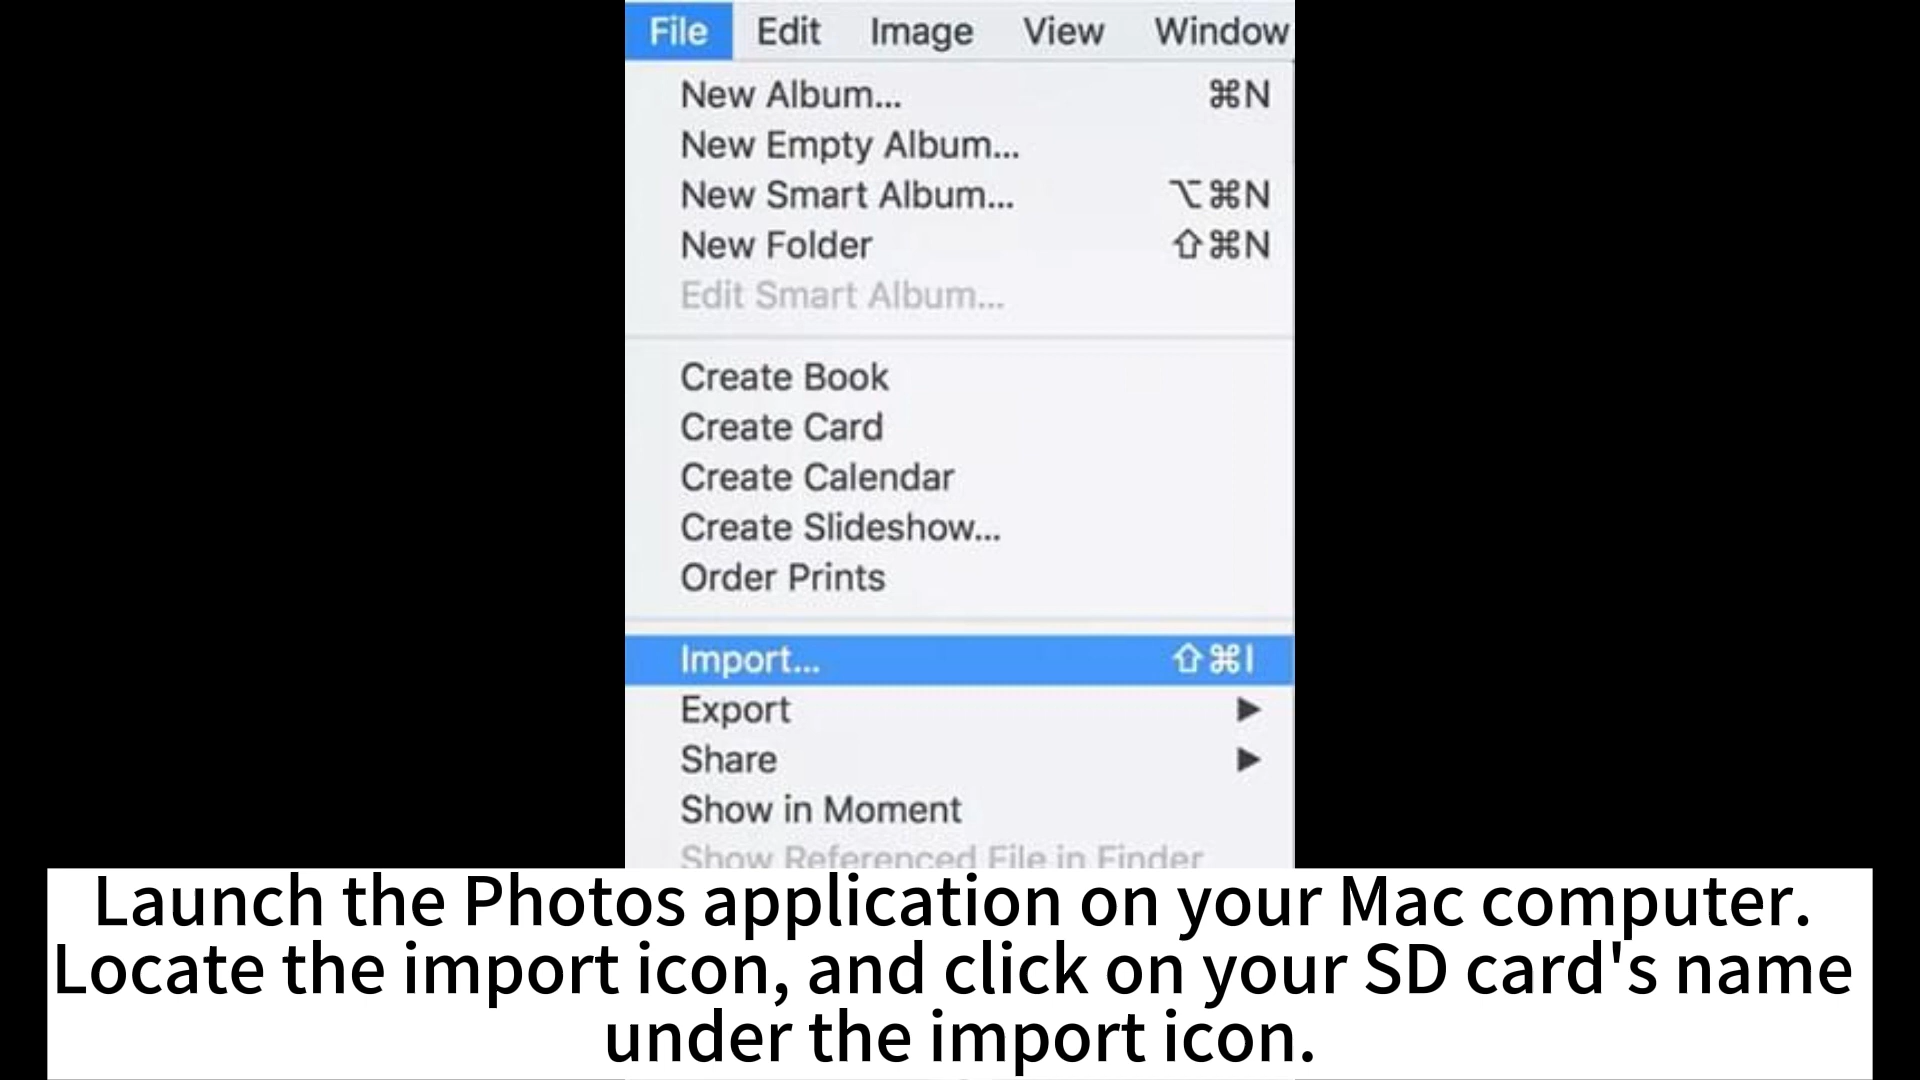 File Edit Image View Window
New Album... ⌘N
New Empty Album...
New Smart Album... ⌥⌘N
New Folder ⇧⌘N
Edit Smart Album...
Create Book
Create Card
Create Calendar
Create Slideshow...
Order Prints
Import... ⇧⌘I
Export ▶
Share ▶
Show in Moment
Show Referenced File in Finder
Launch the Photos application on your Mac computer.
Locate the import icon, and click on your SD card's name
under the import icon.